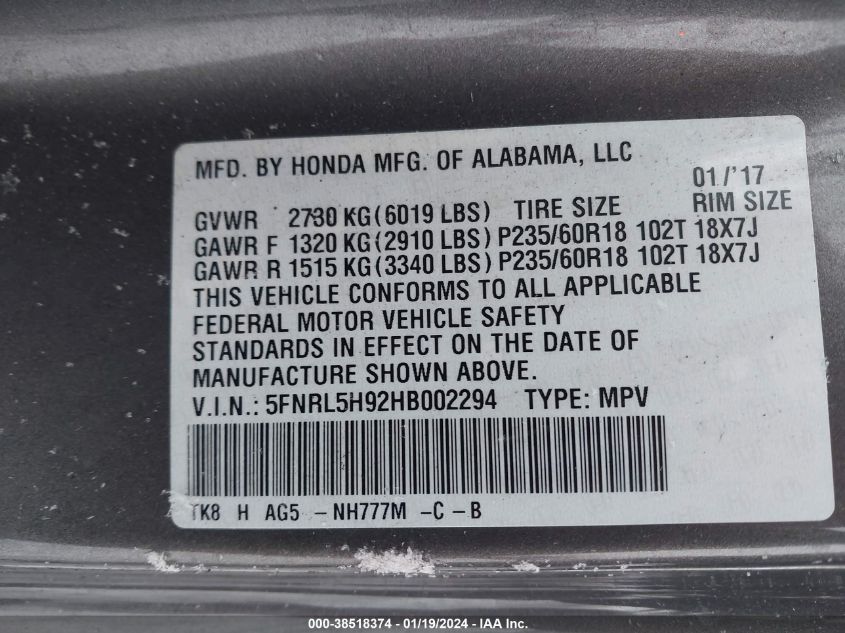 MFD. BY HONDA MFG. OF ALABAMA, LLC
01/'17
GVWR 2730 KG (6019 LBS) TIRE SIZE RIM SIZE
GAWR F 1320 KG (2910 LBS) P235/60R18 102T 18X7J
GAWR R 1515 KG (3340 LBS) P235/60R18 102T 18X7J
THIS VEHICLE CONFORMS TO ALL APPLICABLE
FEDERAL MOTOR VEHICLE SAFETY
STANDARDS IN EFFECT ON THE DATE OF
MANUFACTURE SHOWN ABOVE.
V.I.N.: 5FNRL5H92HB002294 TYPE: MPV
TK8 H AG5 -NH777M -C-B
000-38518374 - 01/19/2024 - IAA Inc.